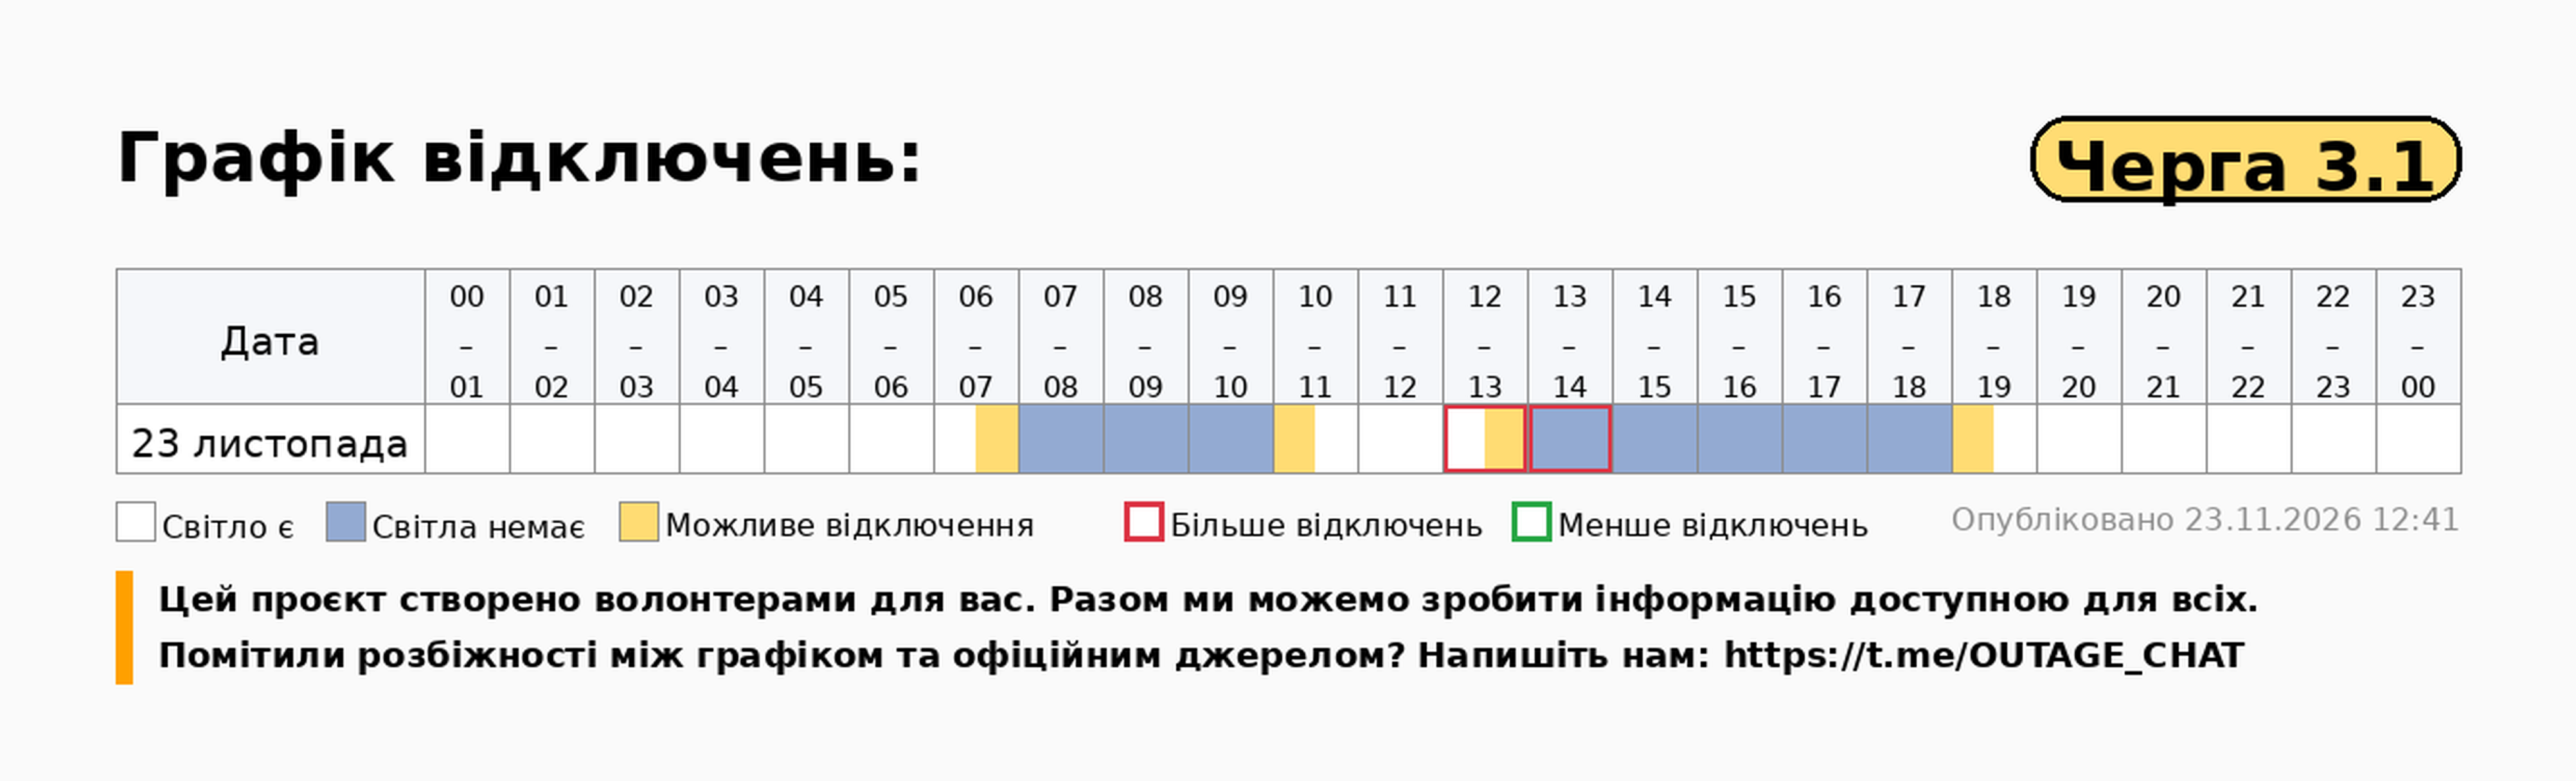 Графік відключень:
Черга 3.1
Дата
00 – 01
01 – 02
02 – 03
03 – 04
04 – 05
05 – 06
06 – 07
07 – 08
08 – 09
09 – 10
10 – 11
11 – 12
12 – 13
13 – 14
14 – 15
15 – 16
16 – 17
17 – 18
18 – 19
19 – 20
20 – 21
21 – 22
22 – 23
23 – 00
23 листопада
Світло є
Світла немає
Можливе відключення
Більше відключень
Менше відключень
Опубліковано 23.11.2026 12:41
Цей проєкт створено волонтерами для вас. Разом ми можемо зробити інформацію доступною для всіх.
Помітили розбіжності між графіком та офіційним джерелом? Напишіть нам: https://t.me/OUTAGE_CHAT